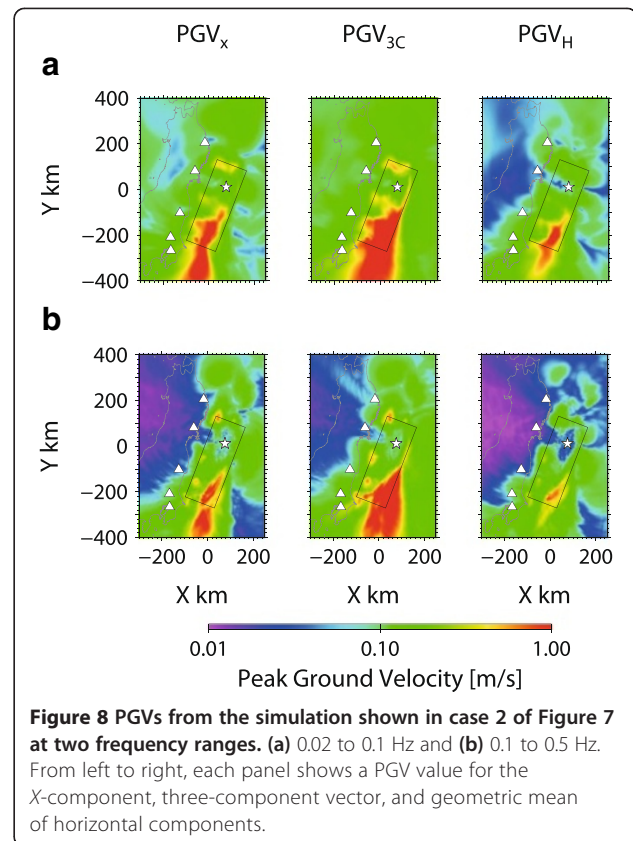 PGVx PGV3C PGVH
a
400
200
0
−200
−400
Y km
b
400
200
0
−200
−400
Y km
−200 0 200 −200 0 200 −200 0 200
X km X km X km
0.01 0.10 1.00
Peak Ground Velocity [m/s]
Figure 8 PGVs from the simulation shown in case 2 of Figure 7
at two frequency ranges. (a) 0.02 to 0.1 Hz and (b) 0.1 to 0.5 Hz.
From left to right, each panel shows a PGV value for the
X-component, three-component vector, and geometric mean
of horizontal components.